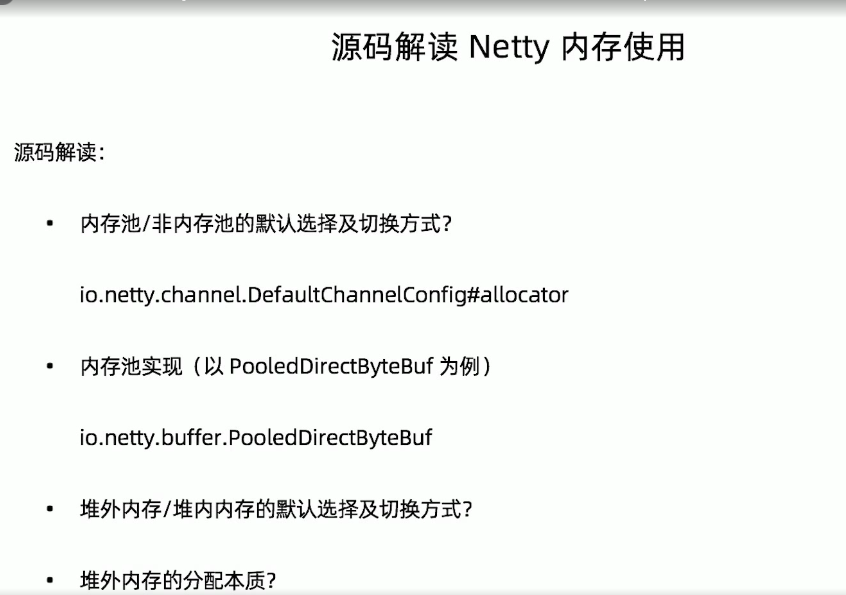 源码解读 Netty 内存使用
源码解读：
▪ 内存池/非内存池的默认选择及切换方式？
io.netty.channel.DefaultChannelConfig#allocator
▪ 内存池实现（以 PooledDirectByteBuf 为例）
io.netty.buffer.PooledDirectByteBuf
▪ 堆外内存/堆内内存的默认选择及切换方式？
▪ 堆外内存的分配本质？